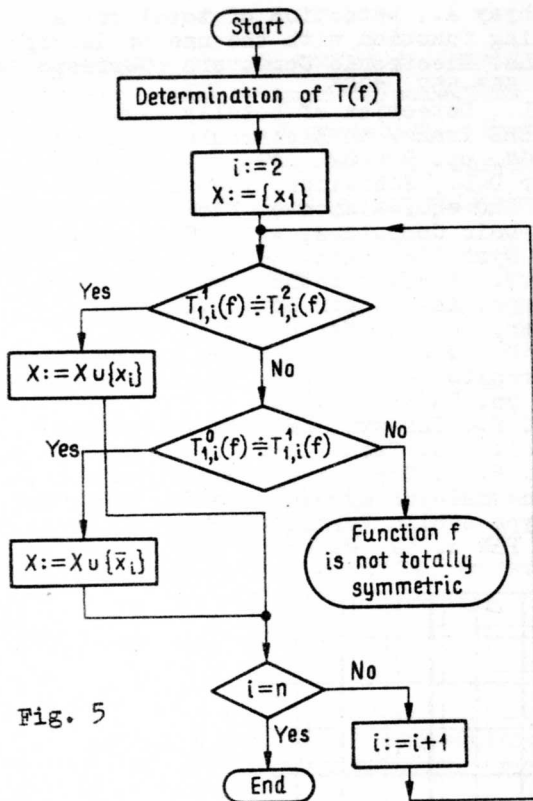 Start
Determination of T(f)
i:=2
X:={x₁}
Yes
T¹₁,ᵢ(f) ≑ T²₁,ᵢ(f)
X:= X ∪ {xᵢ}
No
Yes
T⁰₁,ᵢ(f) ≑ T¹₁,ᵢ(f)
No
Function f
is not totally
symmetric
X:= X ∪ {x̄ᵢ}
i=n
No
Yes
i:=i+1
End
Fig. 5